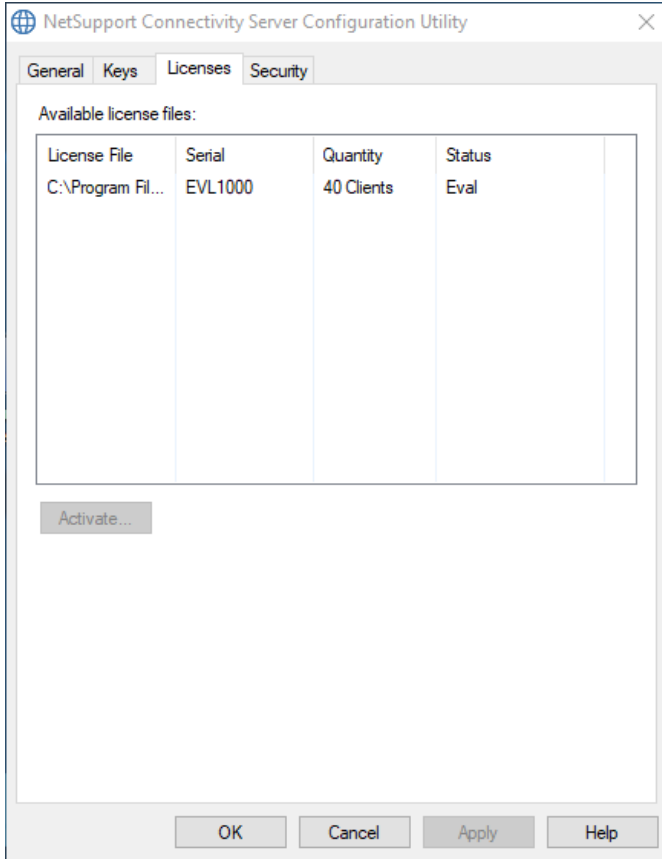 NetSupport Connectivity Server Configuration Utility
General Keys Licenses Security
Available license files:
License File Serial Quantity Status
C:\Program Fil... EVL1000 40 Clients Eval
Activate...
OK Cancel Apply Help